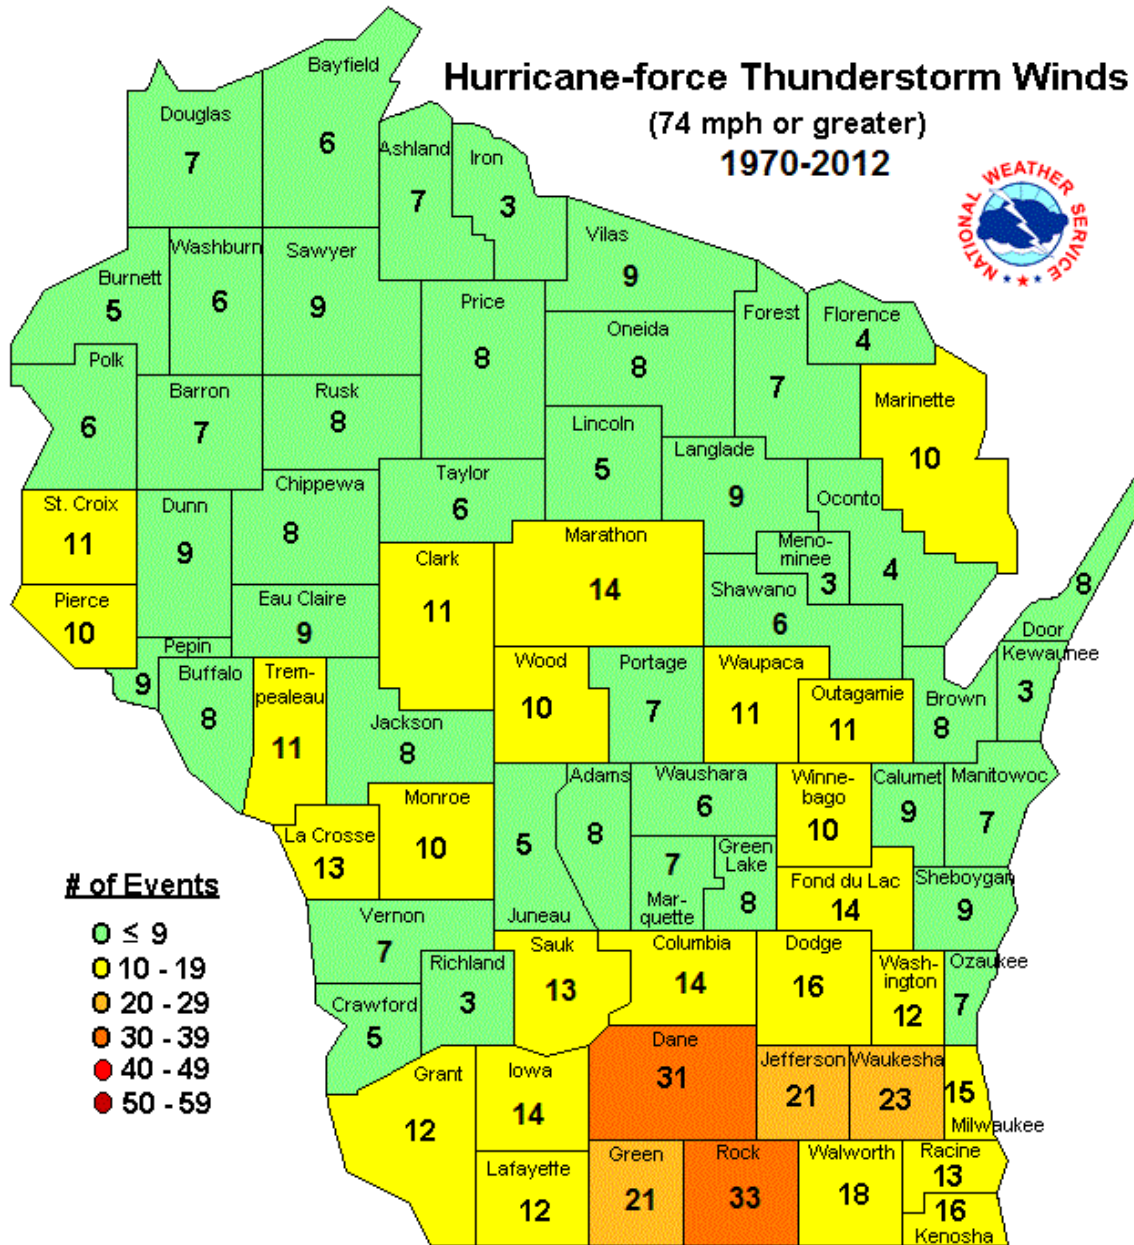 Hurricane-force Thunderstorm Winds
(74 mph or greater)
1970-2012
NATIONAL WEATHER SERVICE
Bayfield
6
Douglas
7
Ashland
7
Iron
3
Vilas
9
Washburn
6
Sawyer
9
Burnett
5
Price
8
Oneida
8
Forest
7
Florence
4
Polk
6
Barron
7
Rusk
8
Marinette
10
Lincoln
5
Langlade
9
Taylor
6
Chippewa
8
Oconto
4
St. Croix
11
Dunn
9
Marathon
14
Clark
11
Meno-
minee
3
Shawano
6
Pierce
10
Eau Claire
9
Door
8
Pepin
9
Buffalo
8
Trem-
pealeau
11
Wood
10
Portage
7
Waupaca
11
Outagamie
11
Brown
8
Kewaunee
3
Jackson
8
Monroe
10
La Crosse
13
Juneau
5
Adams
8
Waushara
6
Winne-
bago
10
Calumet
9
Manitowoc
7
7
Mar-
quette
Green
Lake
8
Fond du Lac
14
Sheboygan
9
Vernon
7
Richland
3
Crawford
5
Sauk
13
Columbia
14
Dodge
16
Wash-
ington
12
Ozaukee
7
Grant
12
Iowa
14
Dane
31
Jefferson
21
Waukesha
23
15
Milwaukee
Lafayette
12
Green
21
Rock
33
Walworth
18
Racine
13
16
Kenosha
# of Events
≤ 9
10 - 19
20 - 29
30 - 39
40 - 49
50 - 59